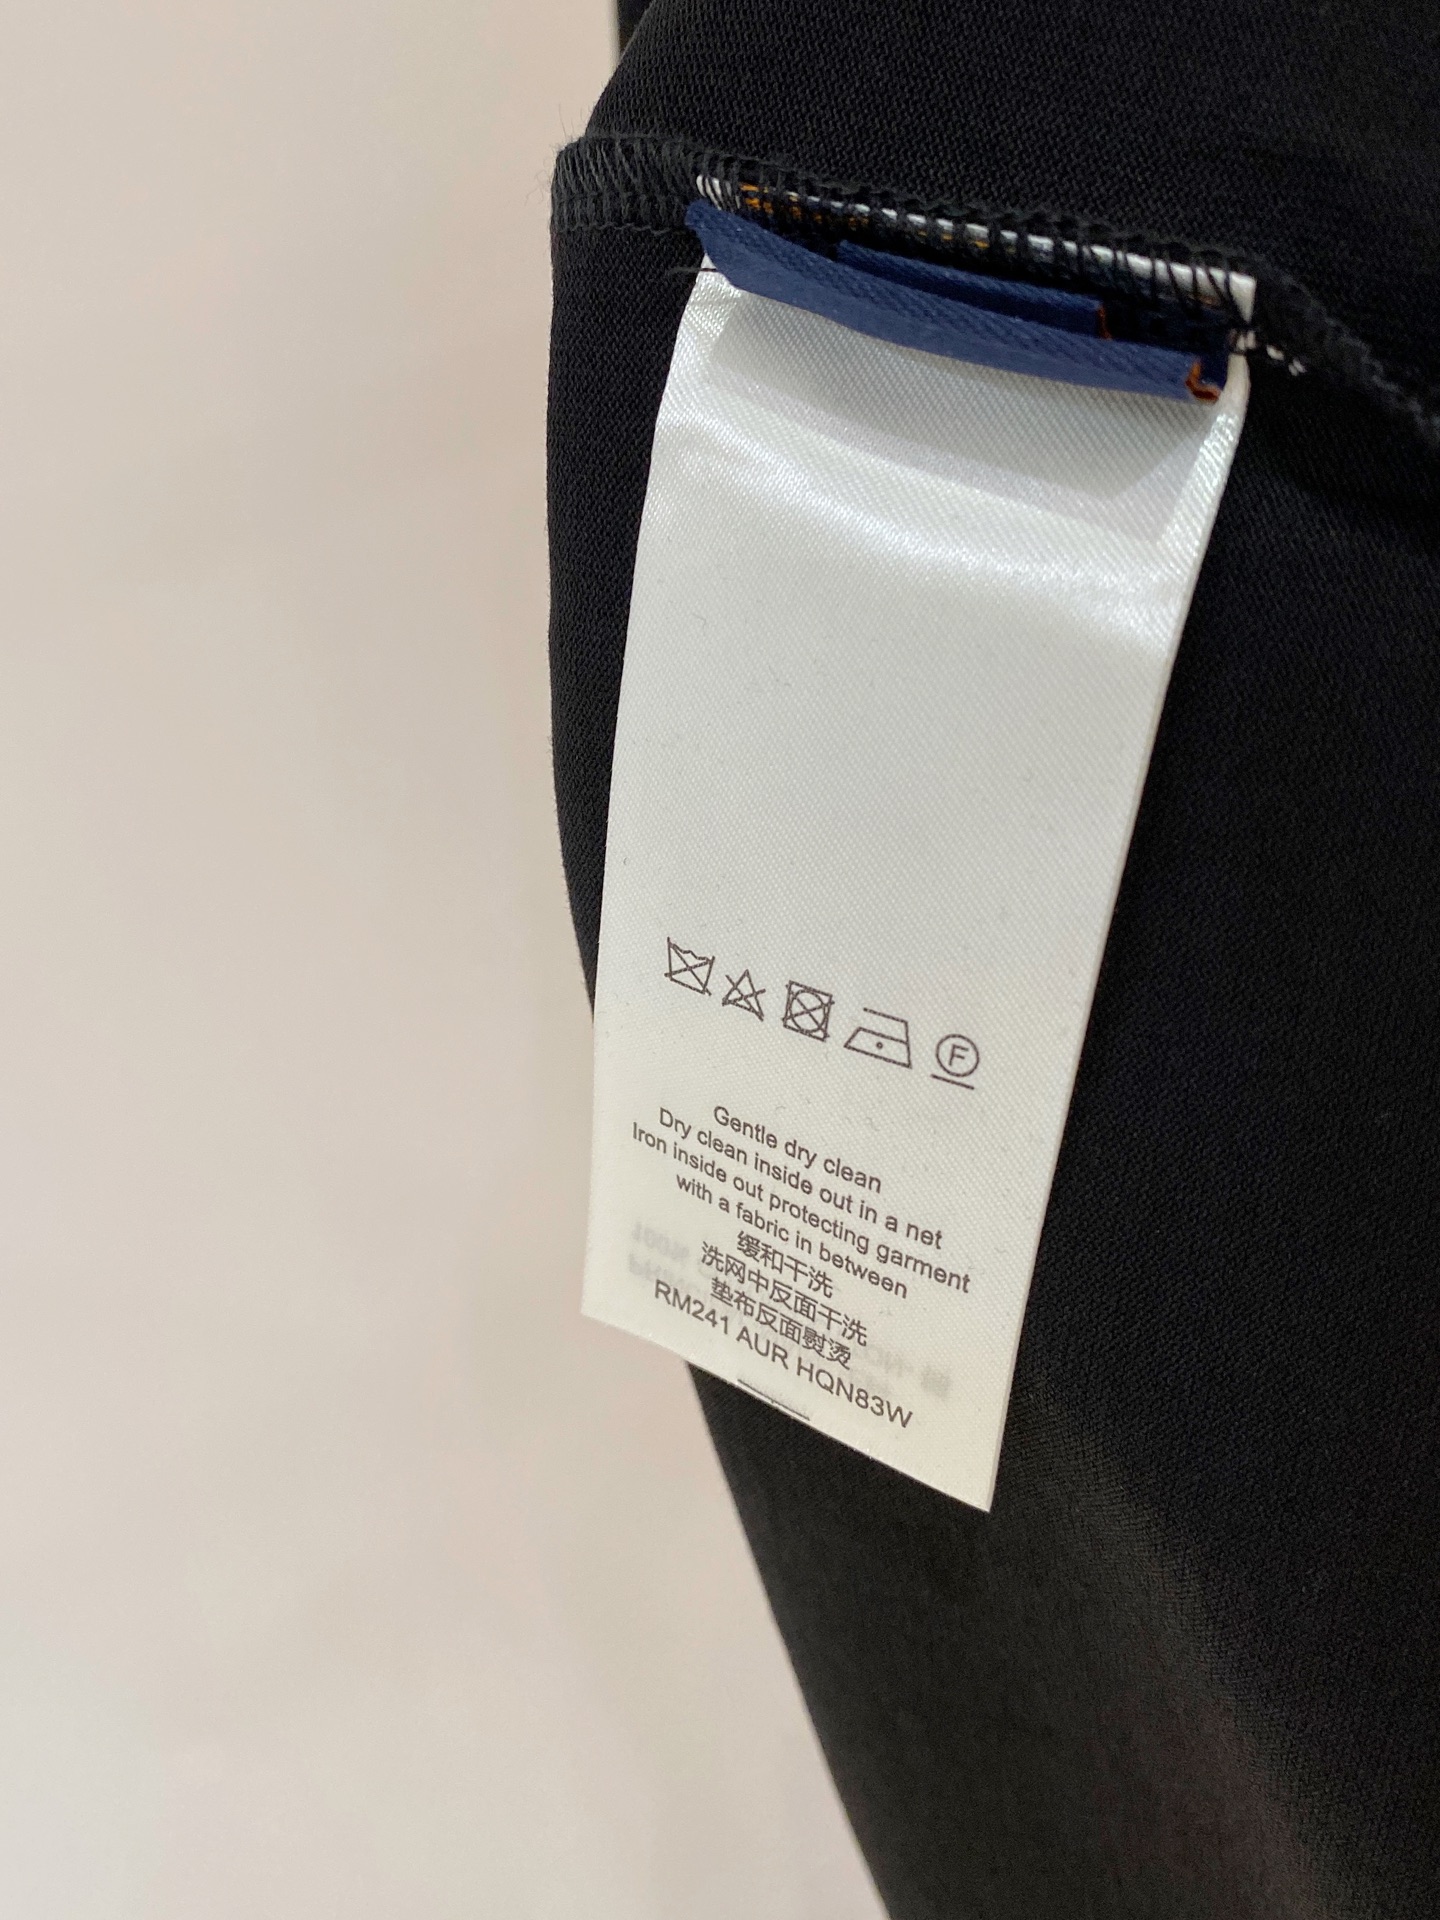 F
Gentle dry clean
Dry clean inside out in a net
Iron inside out protecting garment
with a fabric in between
缓和干洗
洗网中反面干洗
垫布反面熨烫
RM241 AUR HQN83W